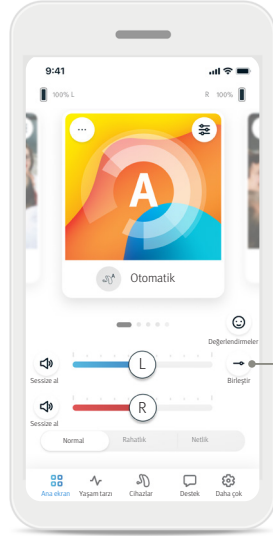 9:41
100% L
R 100%
A
Otomatik
Değerlendirmeler
L
Sessize al
Birleştir
R
Sessize al
Normal Rahatlık Netlik
Ana ekran Yaşam tarzı Cihazlar Destek Daha çok